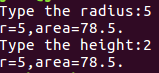 Type the radius:5
r=5,area=78.5.
Type the height:2
r=5,area=78.5.